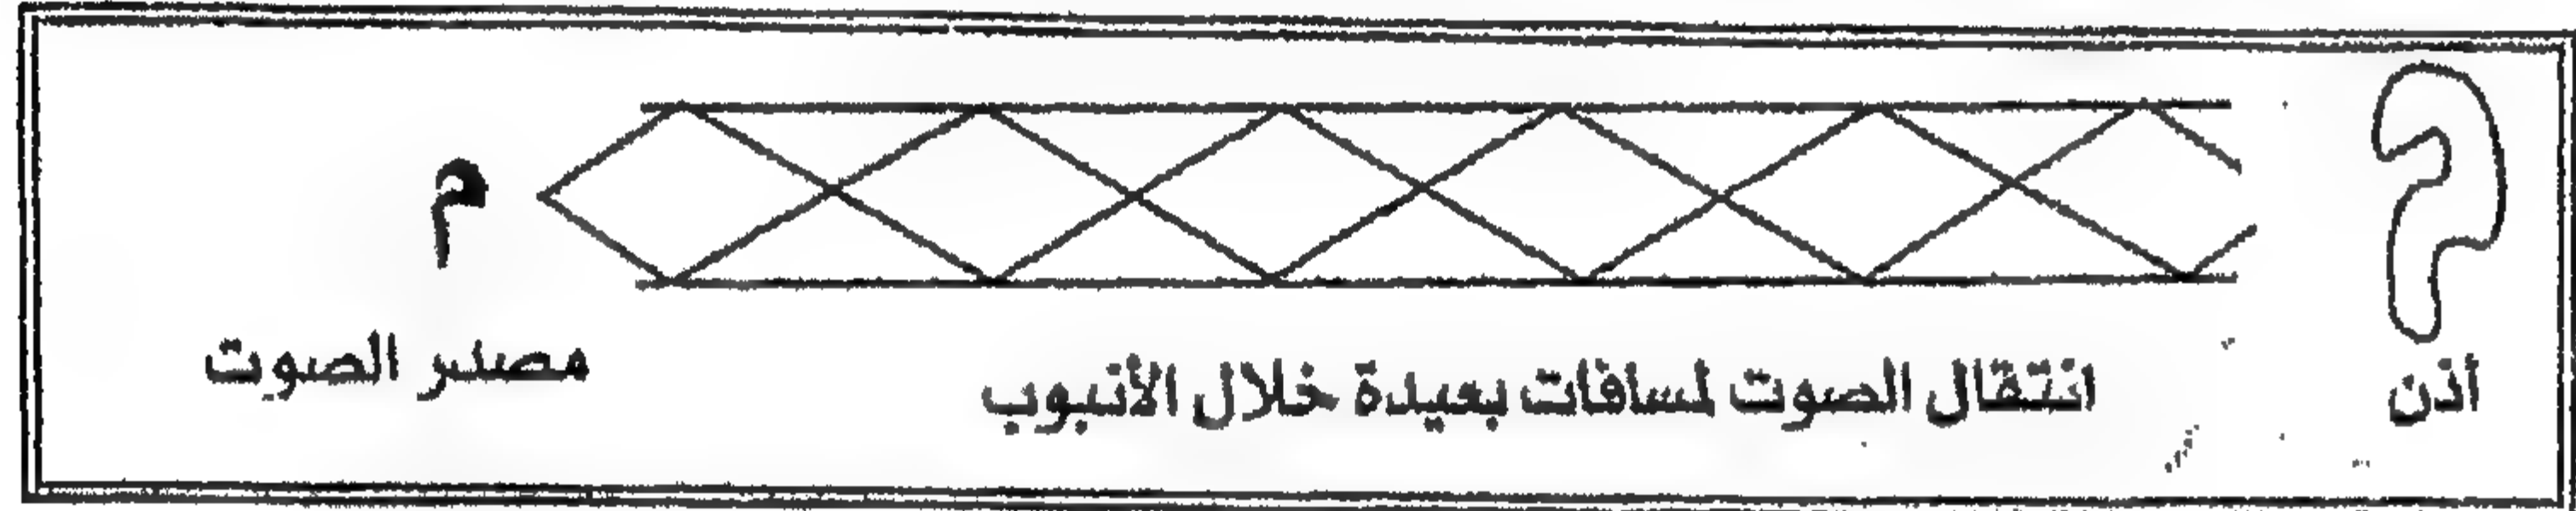 م
أذن
انتقال الصوت لمسافات بعيدة خلال الأنبوب
مصدر الصوت